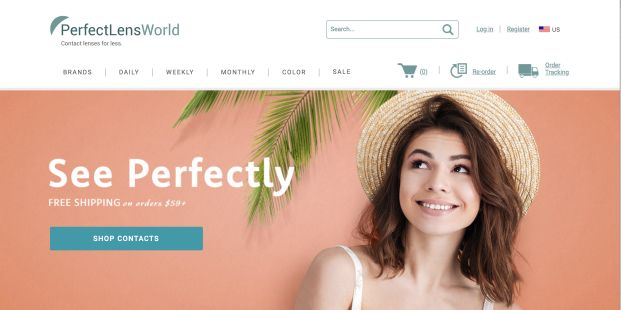 PerfectLensWorld
Contact lenses for less.
Search...
Log in
Register
US
BRANDS
DAILY
WEEKLY
MONTHLY
COLOR
SALE
(0)
Re-order
Order
Tracking
See Perfectly
FREE SHIPPING on orders $59+
SHOP CONTACTS